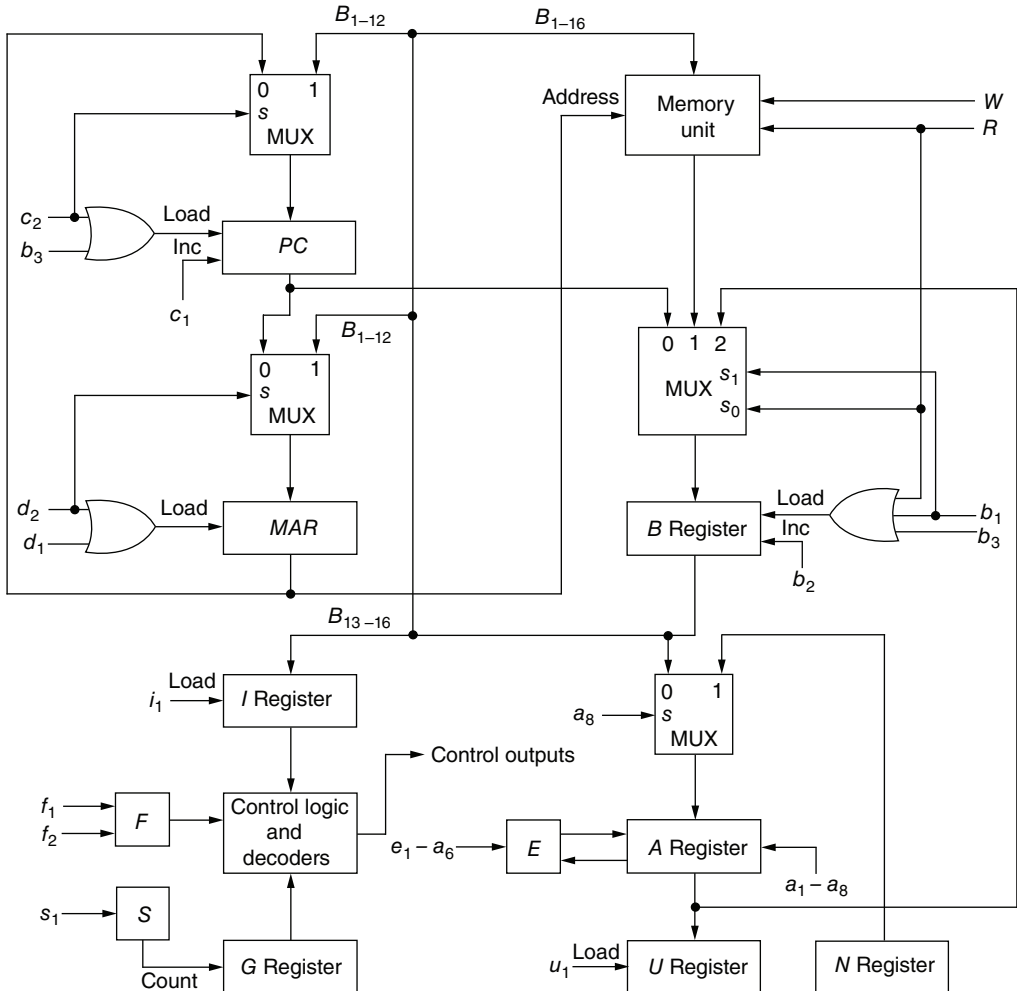 B1–12
B1–16
0 1
s
MUX
Address
Memory
unit
W
R
c2
b3
Load
Inc
PC
c1
B1–12
0 1
s
MUX
0 1 2
s1
MUX
s0
d2
d1
Load
MAR
Load
B Register
Inc
b1
b3
b2
B13–16
Load
i1
I Register
0 1
a8
s
MUX
Control outputs
f1
f2
F
Control logic
and
decoders
e1 – a6
E
A Register
a1 – a8
s1
S
Count
G Register
Load
u1
U Register
N Register